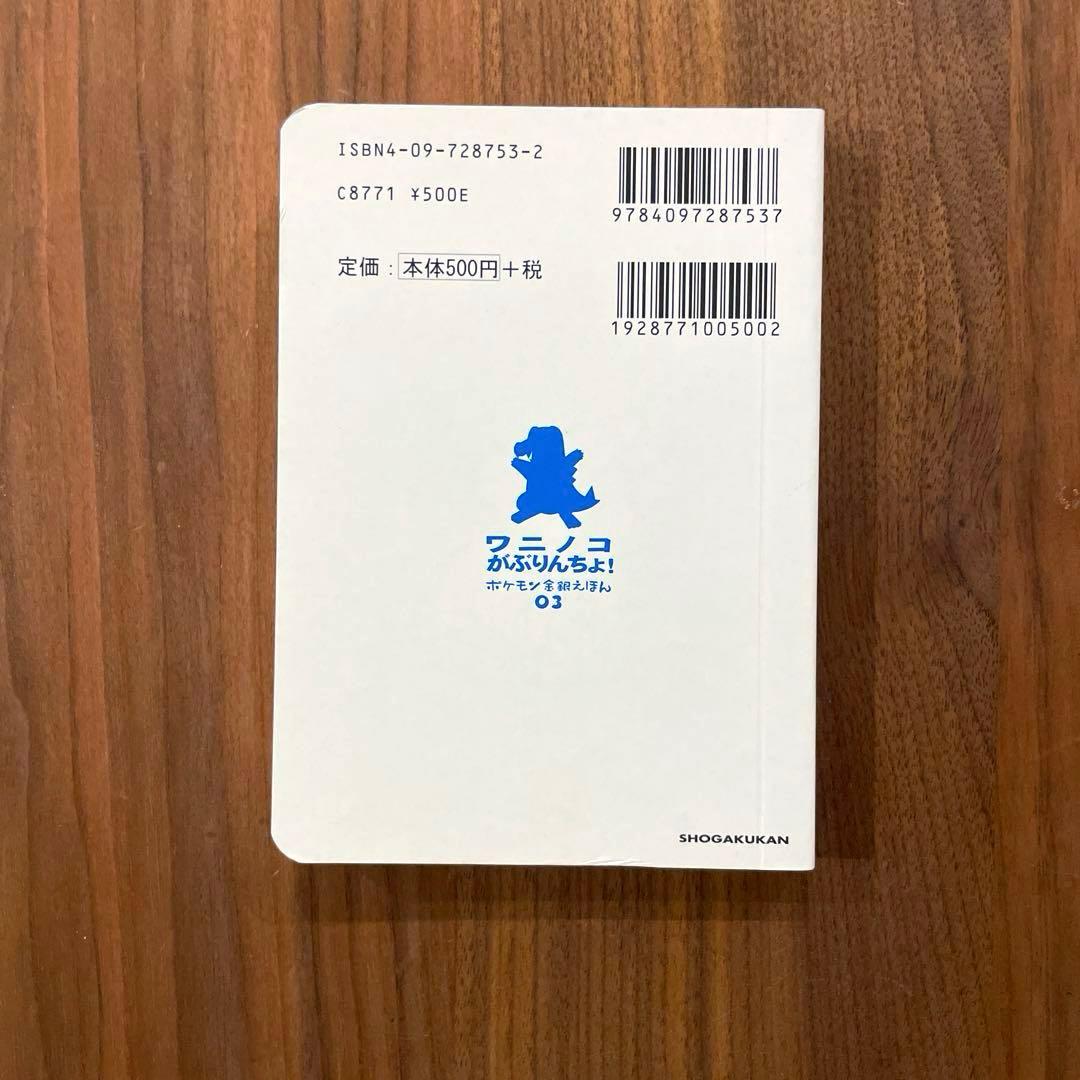 ISBN4-09-728753-2
9784097287537
C8771 ¥500E
定価：本体500円＋税
1928771005002
ワニノコ
がぶりんちょ!
ポケモン金銀えほん
03
SHOGAKUKAN